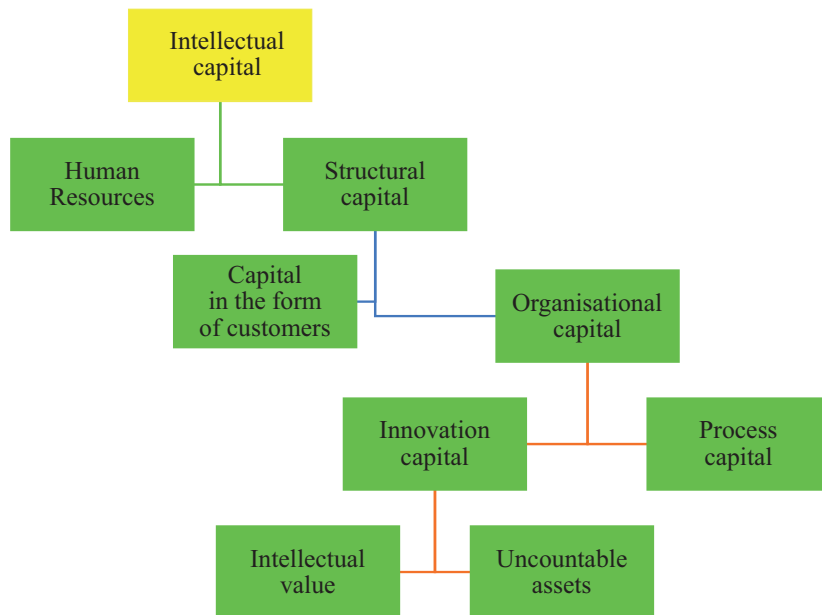 Intellectual
capital
Human
Resources
Structural
capital
Capital
in the form
of customers
Organisational
capital
Innovation
capital
Process
capital
Intellectual
value
Uncountable
assets